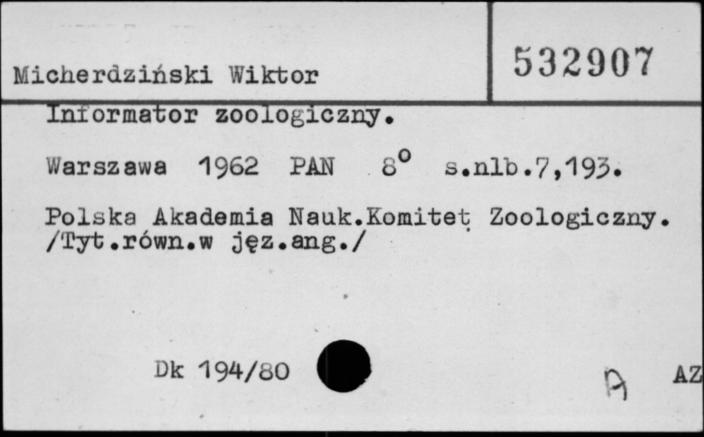 Micherdziński Wiktor
532907
Informator zoologiczny.
Warszawa 1962 PAN 8° s.nlb.7,193.
Polska Akademia Nauk.Komitet Zoologiczny.
/Tyt.równ.w jęz.ang./
Dk 194/80
A AZ